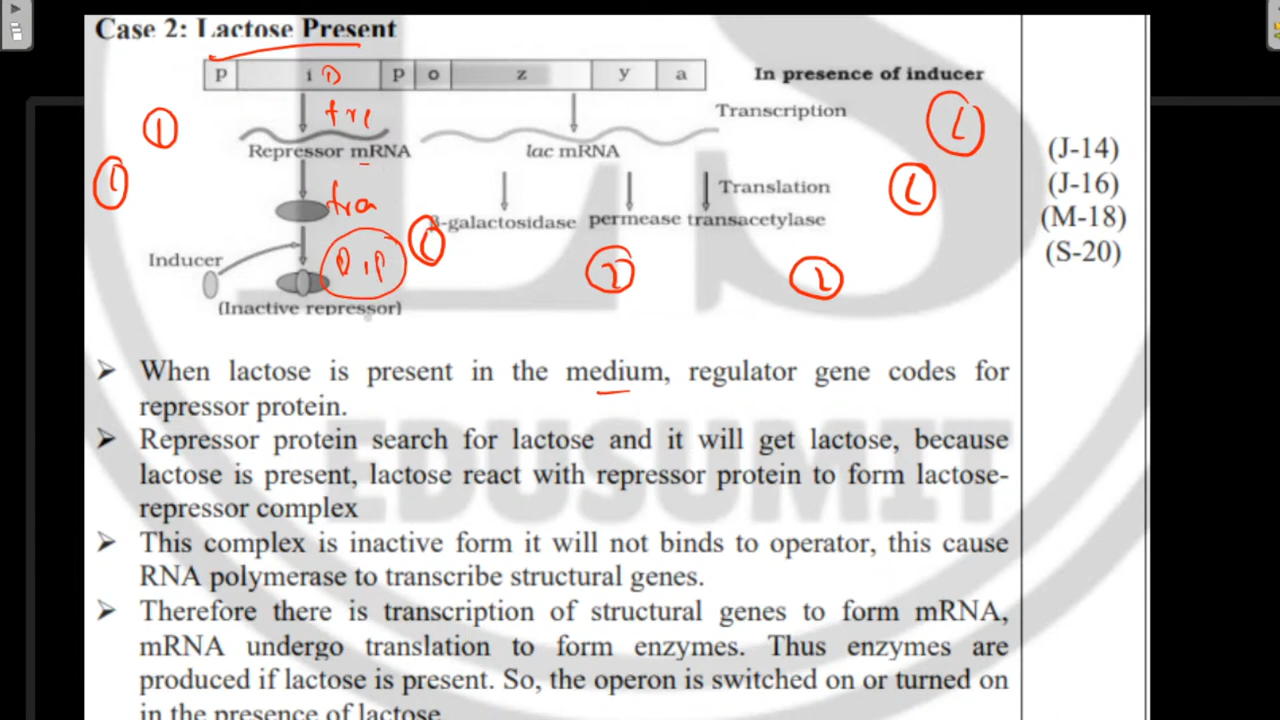 Case 2: Lactose Present
P i p o z y a In presence of inducer
Transcription
Repressor mRNA lac mRNA
Translation
β-galactosidase permease transacetylase
Inducer
(Inactive repressor)
(J-14)
(J-16)
(M-18)
(S-20)
➢ When lactose is present in the medium, regulator gene codes for
repressor protein.
➢ Repressor protein search for lactose and it will get lactose, because
lactose is present, lactose react with repressor protein to form lactose-
repressor complex
➢ This complex is inactive form it will not binds to operator, this cause
RNA polymerase to transcribe structural genes.
➢ Therefore there is transcription of structural genes to form mRNA,
mRNA undergo translation to form enzymes. Thus enzymes are
produced if lactose is present. So, the operon is switched on or turned on
in the presence of lactose
EDUSUMIT
tra